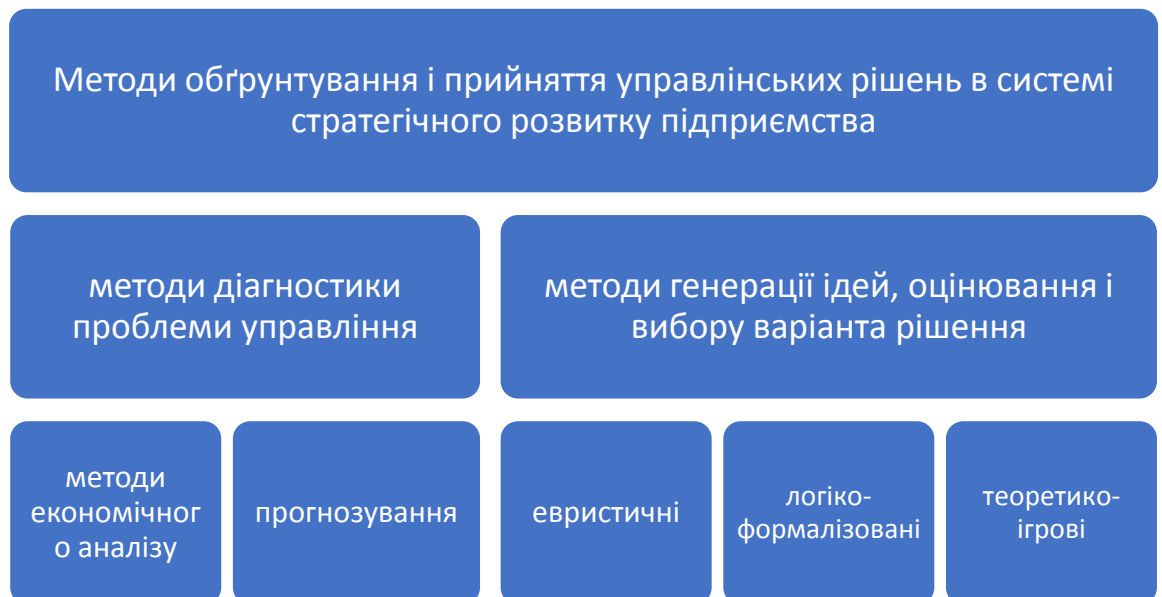 Методи обґрунтування і прийняття управлінських рішень в системі
стратегічного розвитку підприємства
методи діагностики
проблеми управління
методи генерації ідей, оцінювання і
вибору варіанта рішення
методи
економічног
о аналізу
прогнозування
евристичні
логіко-
формалізовані
теоретико-
ігрові